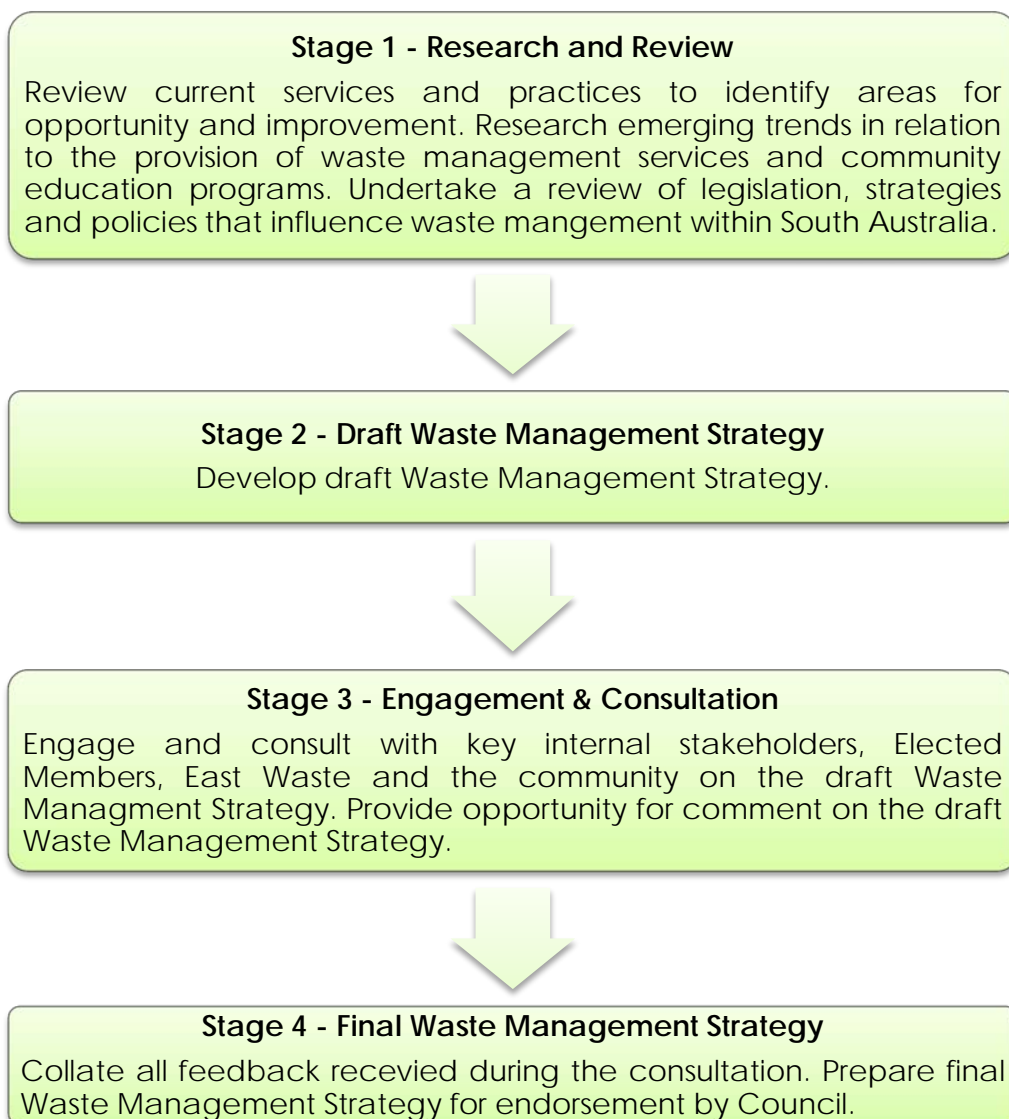 Stage 1 - Research and Review
Review current services and practices to identify areas for
opportunity and improvement. Research emerging trends in relation
to the provision of waste management services and community
education programs. Undertake a review of legislation, strategies
and policies that influence waste mangement within South Australia.
Stage 2 - Draft Waste Management Strategy
Develop draft Waste Management Strategy.
Stage 3 - Engagement & Consultation
Engage and consult with key internal stakeholders, Elected
Members, East Waste and the community on the draft Waste
Managment Strategy. Provide opportunity for comment on the draft
Waste Management Strategy.
Stage 4 - Final Waste Management Strategy
Collate all feedback recevied during the consultation. Prepare final
Waste Management Strategy for endorsement by Council.